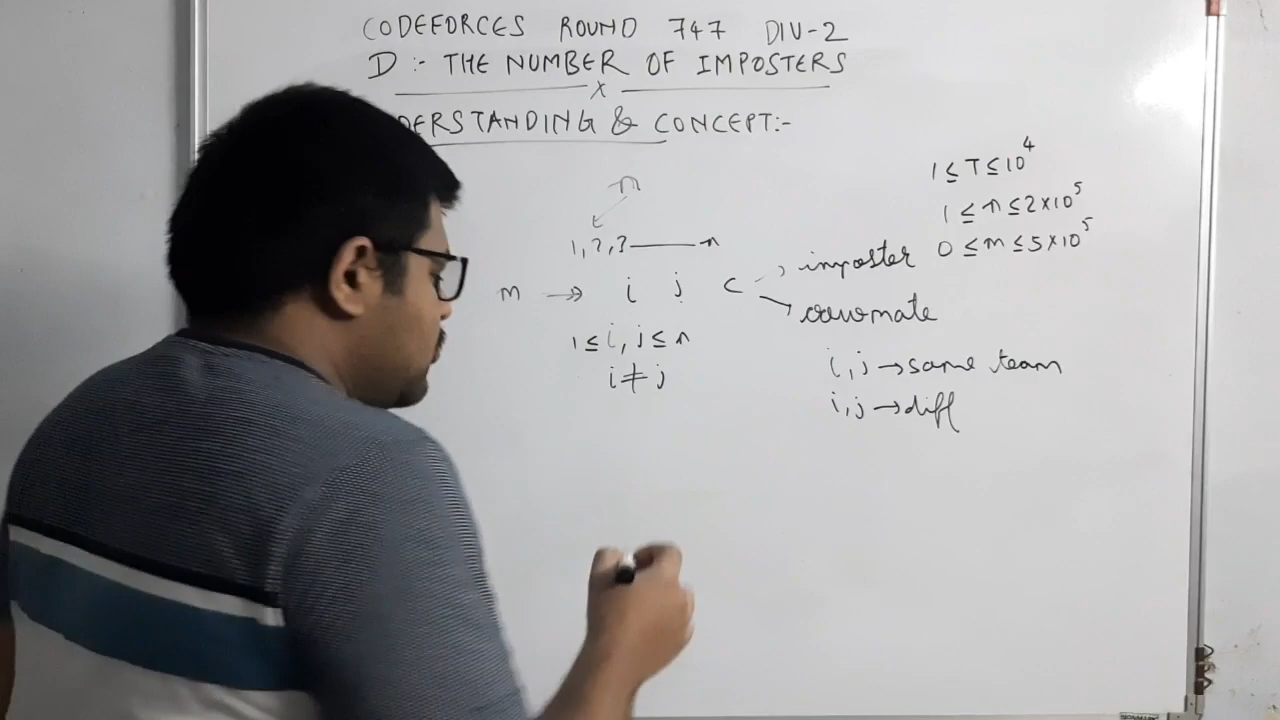 CODEFORCES ROUND 747 DIV-2
D :- THE NUMBER OF IMPOSTERS
x
DERSTANDING & CONCEPT:-
n
1,2,3 ——— n
m ->> i j c
imposter
crewmate
1 ≤ i, j ≤ n
i ≠ j
1 ≤ T ≤ 10^4
1 ≤ n ≤ 2×10^5
0 ≤ m ≤ 5×10^5
i, j → same team
i, j → diff